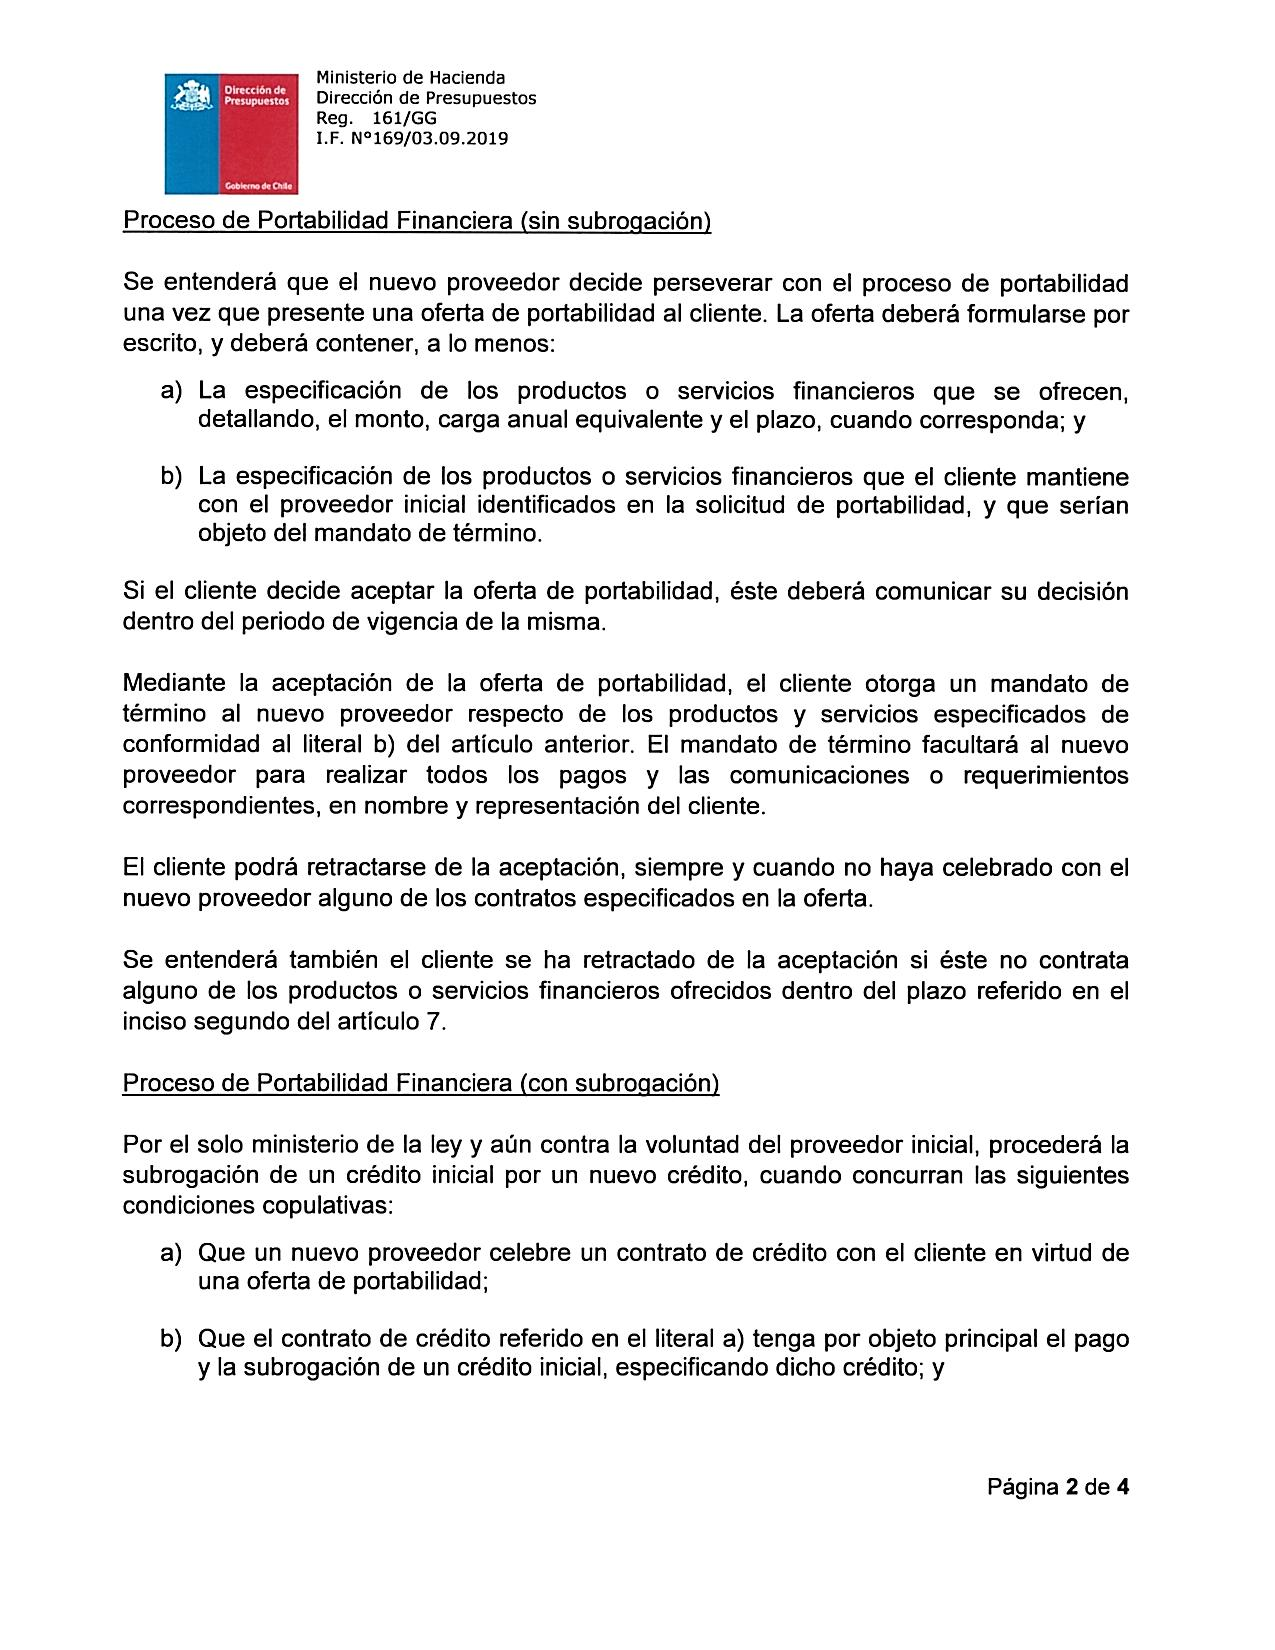 Dirección de
Presupuestos
Gobierno de Chile
Ministerio de Hacienda
Dirección de Presupuestos
Reg. 161/GG
I.F. N°169/03.09.2019
Proceso de Portabilidad Financiera (sin subrogación)
Se entenderá que el nuevo proveedor decide perseverar con el proceso de portabilidad
una vez que presente una oferta de portabilidad al cliente. La oferta deberá formularse por
escrito, y deberá contener, a lo menos:
a) La especificación de los productos o servicios financieros que se ofrecen,
detallando, el monto, carga anual equivalente y el plazo, cuando corresponda; y
b) La especificación de los productos o servicios financieros que el cliente mantiene
con el proveedor inicial identificados en la solicitud de portabilidad, y que serían
objeto del mandato de término.
Si el cliente decide aceptar la oferta de portabilidad, éste deberá comunicar su decisión
dentro del periodo de vigencia de la misma.
Mediante la aceptación de la oferta de portabilidad, el cliente otorga un mandato de
término al nuevo proveedor respecto de los productos y servicios especificados de
conformidad al literal b) del artículo anterior. El mandato de término facultará al nuevo
proveedor para realizar todos los pagos y las comunicaciones o requerimientos
correspondientes, en nombre y representación del cliente.
El cliente podrá retractarse de la aceptación, siempre y cuando no haya celebrado con el
nuevo proveedor alguno de los contratos especificados en la oferta.
Se entenderá también el cliente se ha retractado de la aceptación si éste no contrata
alguno de los productos o servicios financieros ofrecidos dentro del plazo referido en el
inciso segundo del artículo 7.
Proceso de Portabilidad Financiera (con subrogación)
Por el solo ministerio de la ley y aún contra la voluntad del proveedor inicial, procederá la
subrogación de un crédito inicial por un nuevo crédito, cuando concurran las siguientes
condiciones copulativas:
a) Que un nuevo proveedor celebre un contrato de crédito con el cliente en virtud de
una oferta de portabilidad;
b) Que el contrato de crédito referido en el literal a) tenga por objeto principal el pago
y la subrogación de un crédito inicial, especificando dicho crédito; y
Página 2 de 4